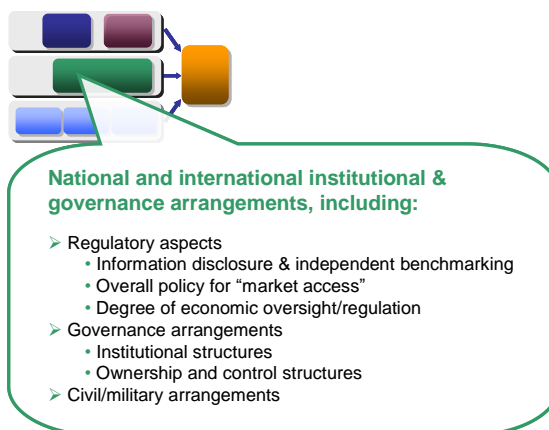 National and international institutional &
governance arrangements, including:
➢ Regulatory aspects
• Information disclosure & independent benchmarking
• Overall policy for “market access”
• Degree of economic oversight/regulation
➢ Governance arrangements
• Institutional structures
• Ownership and control structures
➢ Civil/military arrangements